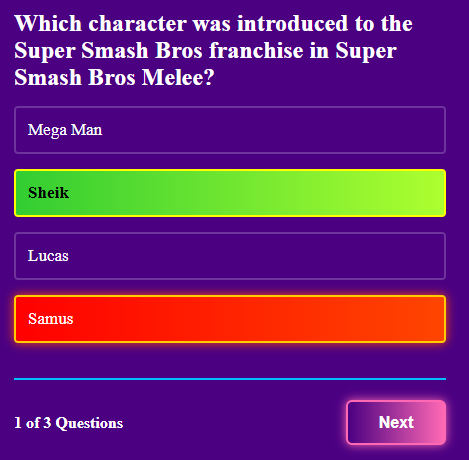 Which character was introduced to the
Super Smash Bros franchise in Super
Smash Bros Melee?
Mega Man
Sheik
Lucas
Samus
1 of 3 Questions
Next